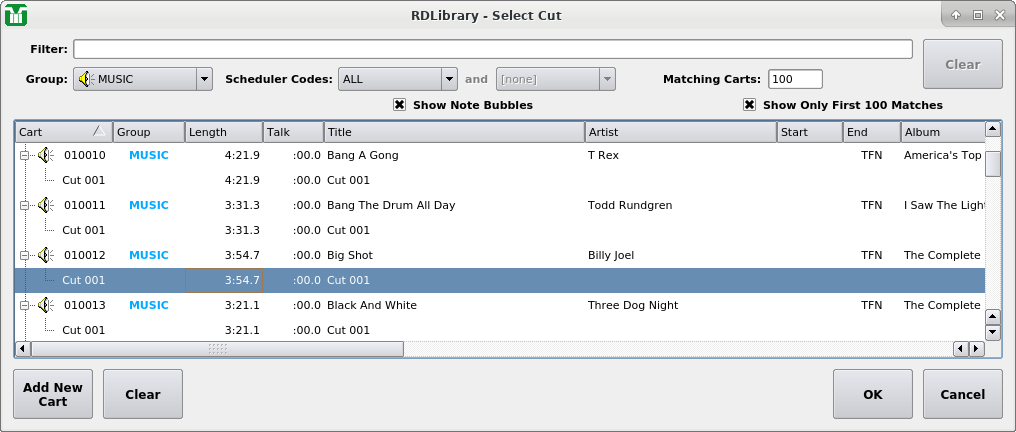 RDLibrary - Select Cut
Filter:
Clear
Group: MUSIC Scheduler Codes: ALL and [none] Matching Carts: 100
Show Note Bubbles Show Only First 100 Matches
Cart Group Length Talk Title Artist Start End Album
010010 MUSIC 4:21.9 :00.0 Bang A Gong T Rex TFN America's Top
Cut 001 4:21.9 :00.0 Cut 001
010011 MUSIC 3:31.3 :00.0 Bang The Drum All Day Todd Rundgren TFN I Saw The Light
Cut 001 3:31.3 :00.0 Cut 001
010012 MUSIC 3:54.7 :00.0 Big Shot Billy Joel TFN The Complete
Cut 001 3:54.7 :00.0 Cut 001
010013 MUSIC 3:21.1 :00.0 Black And White Three Dog Night TFN The Complete
Cut 001 3:21.1 :00.0 Cut 001
Add New
Cart
Clear OK Cancel